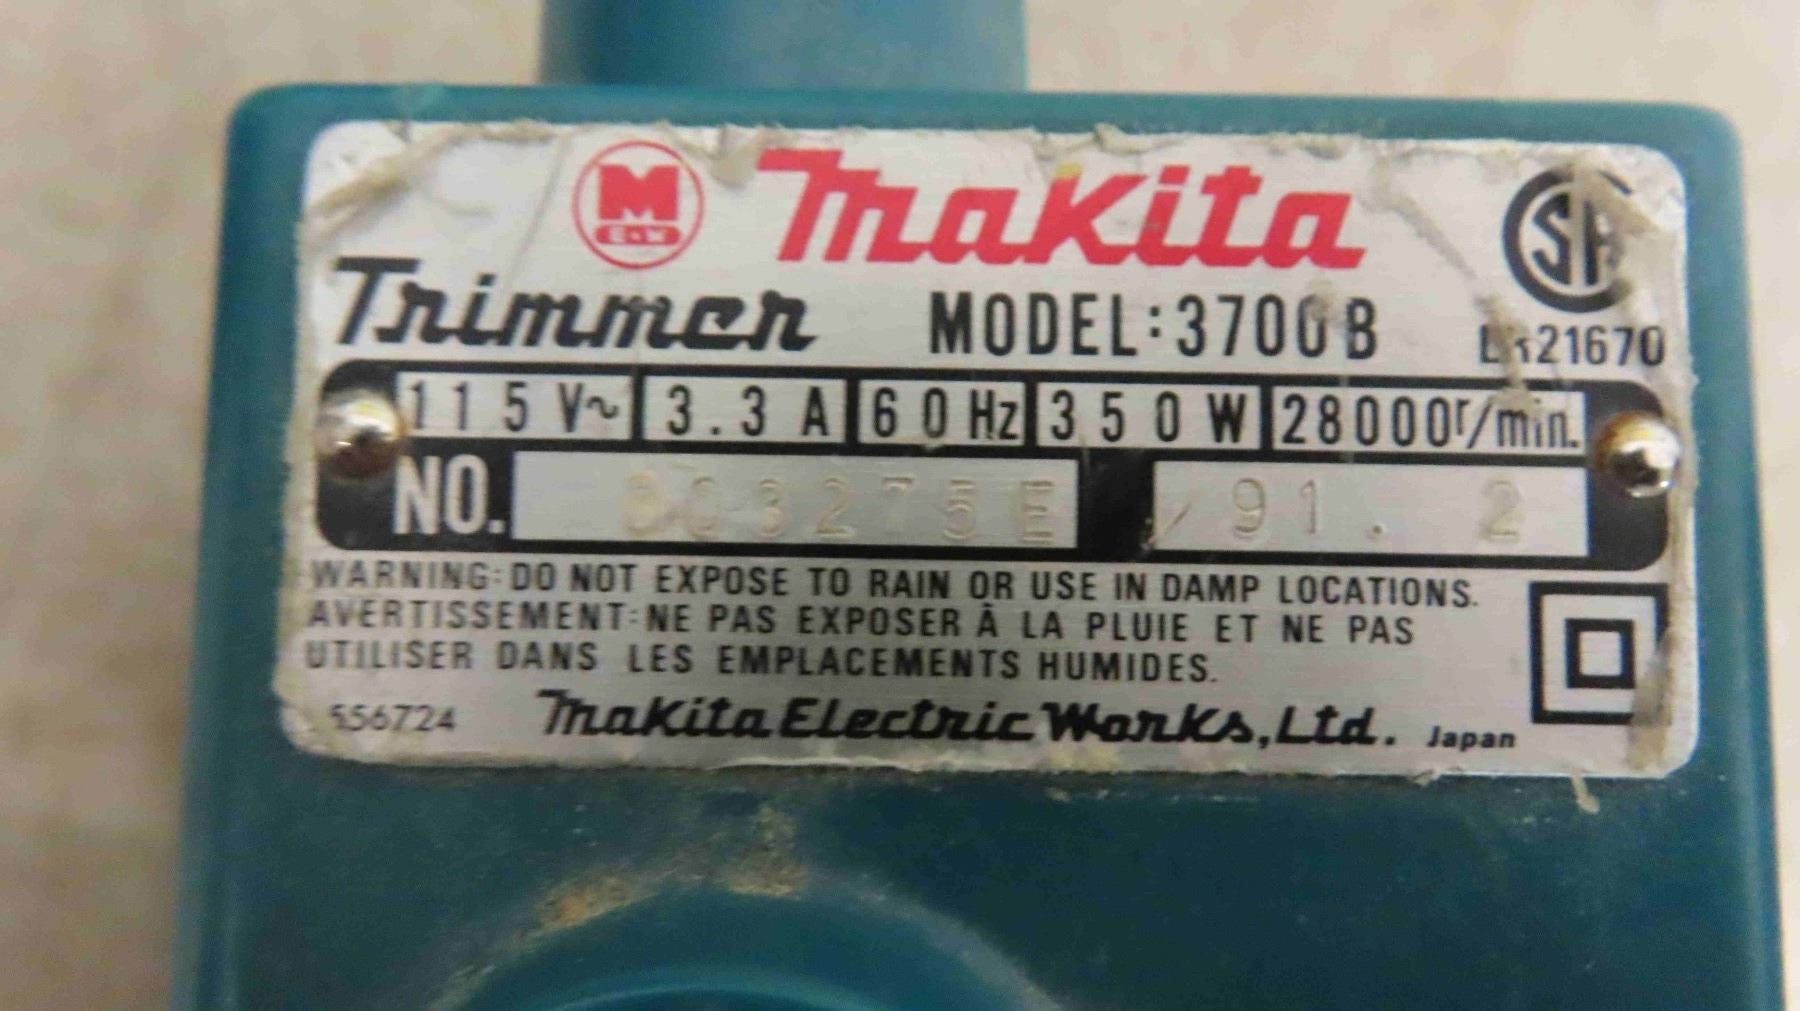 M
Makita
Trimmer MODEL:3700B
115V~ 3.3A 60Hz 350W 28000r/min.
NO. 91. 2
WARNING: DO NOT EXPOSE TO RAIN OR USE IN DAMP LOCATIONS.
AVERTISSEMENT: NE PAS EXPOSER À LA PLUIE ET NE PAS
UTILISER DANS LES EMPLACEMENTS HUMIDES.
Makita Electric Works, Ltd. Japan